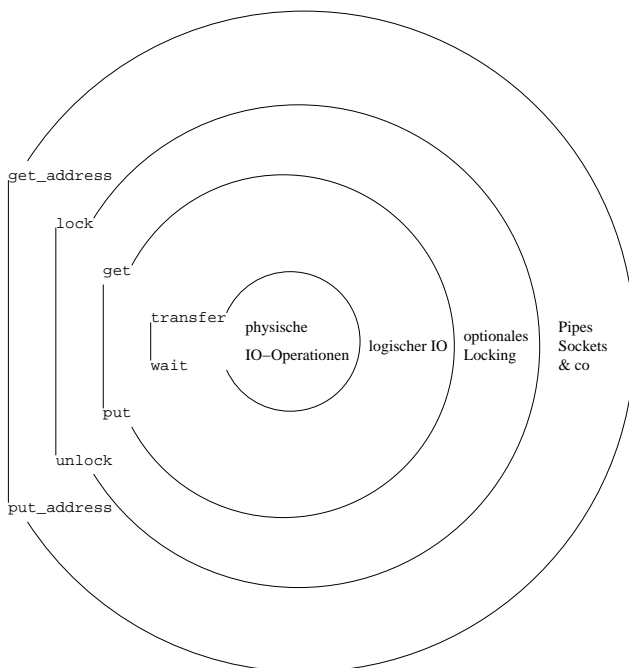 get_address
lock
get
transfer
wait
put
unlock
put_address
physische
IO−Operationen
logischer IO
optionales
Locking
Pipes
Sockets
& co